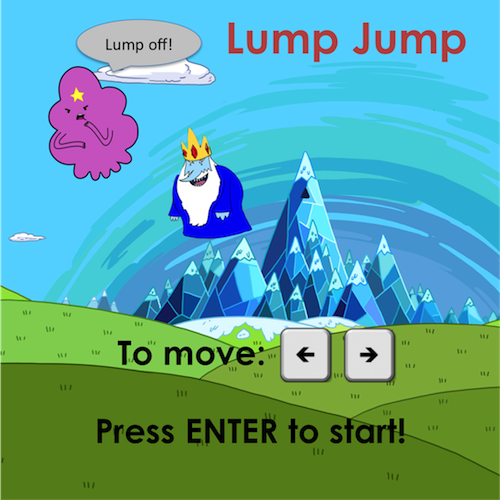 Lump Jump
Lump off!
To move: ← →
Press ENTER to start!